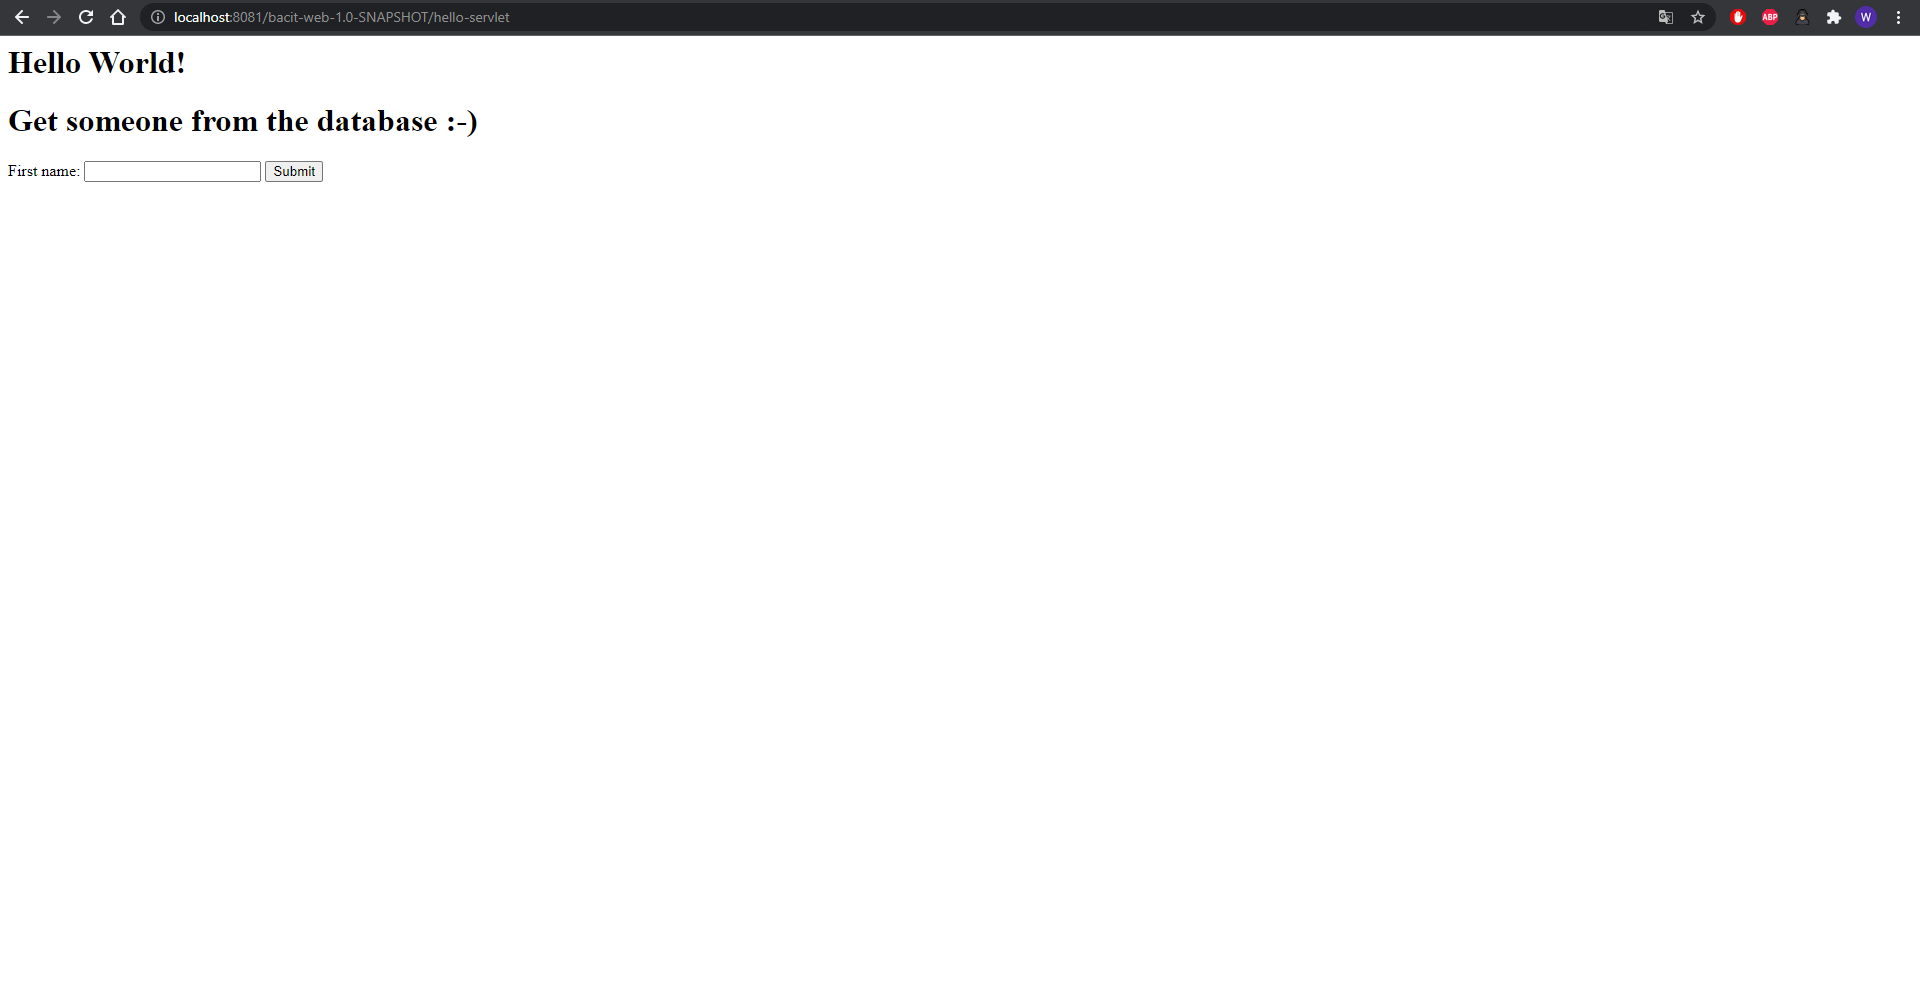 localhost:8081/bacit-web-1.0-SNAPSHOT/hello-servlet
ABP
W
Hello World!
Get someone from the database :-)
First name: Submit